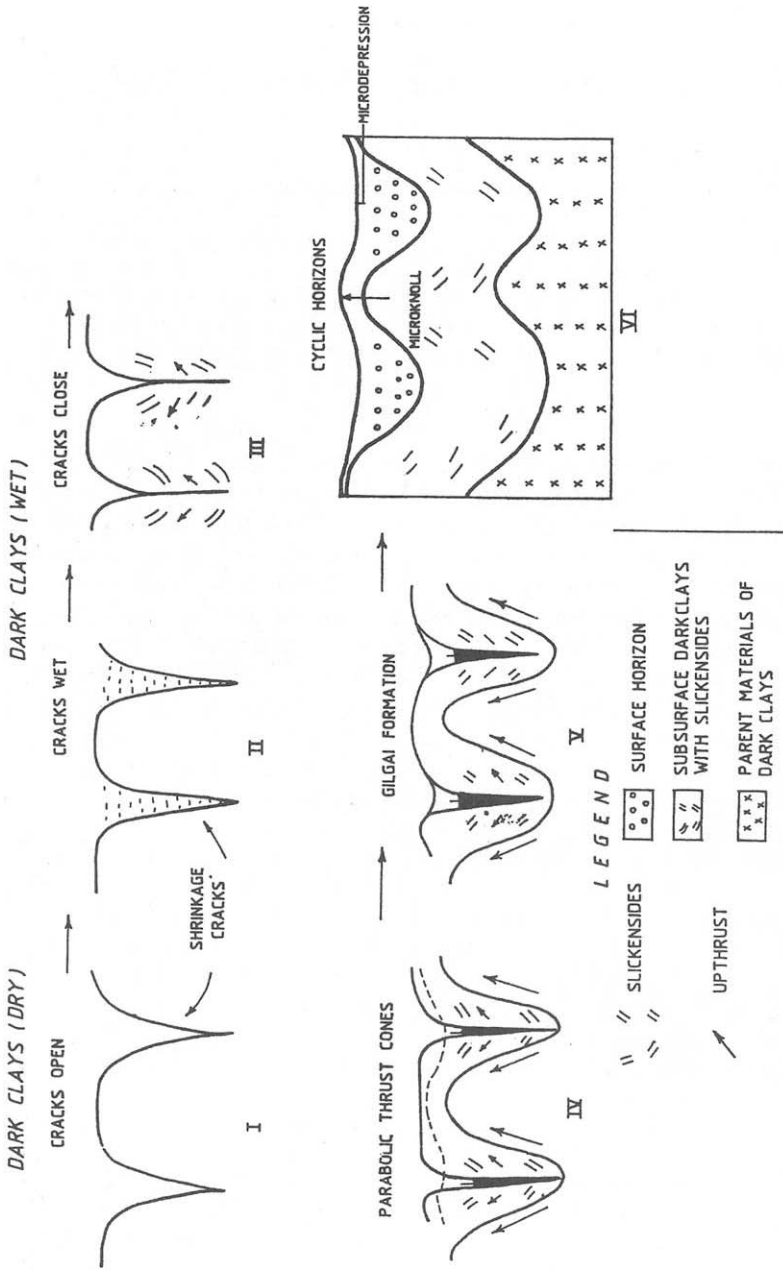 DARK CLAYS (DRY)
DARK CLAYS (WET)
CRACKS OPEN
CRACKS WET
CRACKS CLOSE
SHRINKAGE
CRACKS
I
II
III
PARABOLIC THRUST CONES
GILGAI FORMATION
CYCLIC HORIZONS
MICRODEPRESSION
MICROKNOLL
IV
V
VI
LEGEND
SLICKENSIDES
UPTHRUST
SURFACE HORIZON
SUBSURFACE DARKCLAYS
WITH SLICKENSIDES
PARENT MATERIALS OF
DARK CLAYS